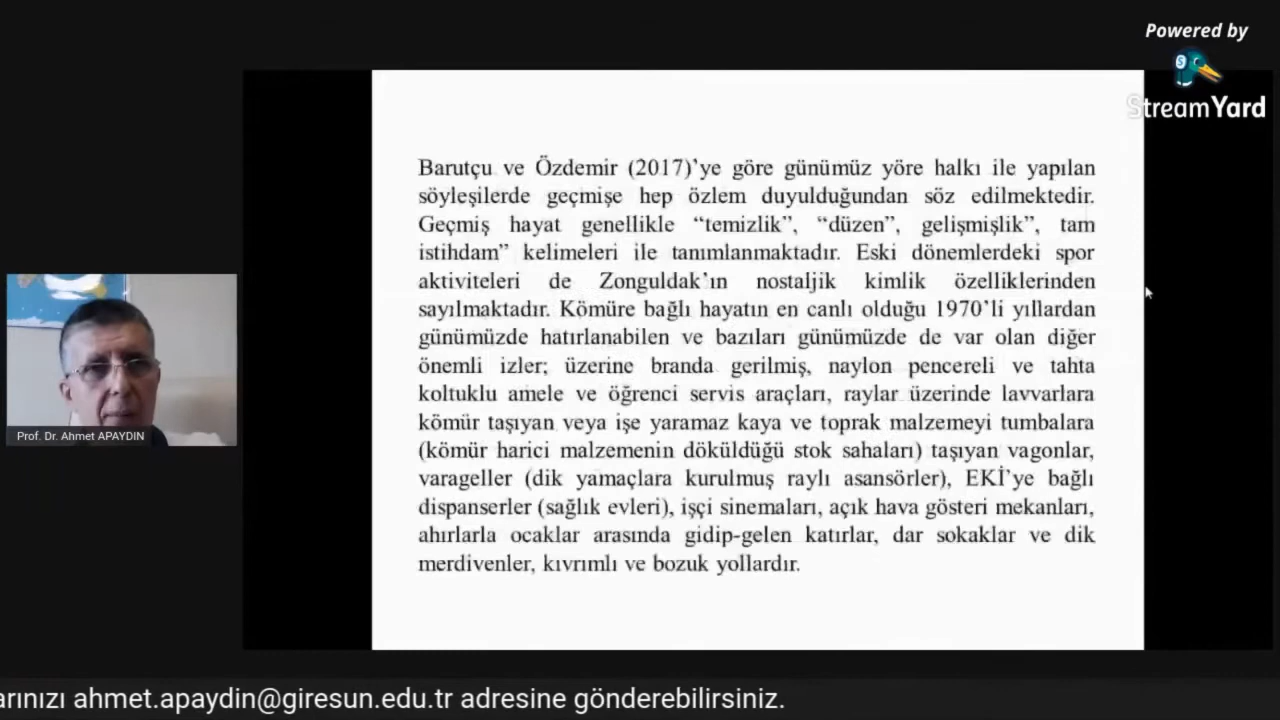 Powered by
StreamYard
Barutçu ve Özdemir (2017)’ye göre günümüz yöre halkı ile yapılan
söyleşilerde geçmişe hep özlem duyulduğundan söz edilmektedir.
Geçmiş hayat genellikle “temizlik”, “düzen”, gelişmişlik”, tam
istihdam” kelimeleri ile tanımlanmaktadır. Eski dönemlerdeki spor
aktiviteleri de Zonguldak’ın nostaljik kimlik özelliklerinden
sayılmaktadır. Kömüre bağlı hayatın en canlı olduğu 1970’li yıllardan
günümüzde hatırlanabilen ve bazıları günümüzde de var olan diğer
önemli izler; üzerine branda gerilmiş, naylon pencereli ve tahta
koltuklu amele ve öğrenci servis araçları, raylar üzerinde lavvarlara
kömür taşıyan veya işe yaramaz kaya ve toprak malzemeyi tumbalara
(kömür harici malzemenin döküldüğü stok sahaları) taşıyan vagonlar,
varageller (dik yamaçlara kurulmuş raylı asansörler), EKİ’ye bağlı
dispanserler (sağlık evleri), işçi sinemaları, açık hava gösteri mekanları,
ahırlarla ocaklar arasında gidip-gelen katırlar, dar sokaklar ve dik
merdivenler, kıvrımlı ve bozuk yollardır.
Prof. Dr. Ahmet APAYDIN
arınızı ahmet.apaydin@giresun.edu.tr adresine gönderebilirsiniz.